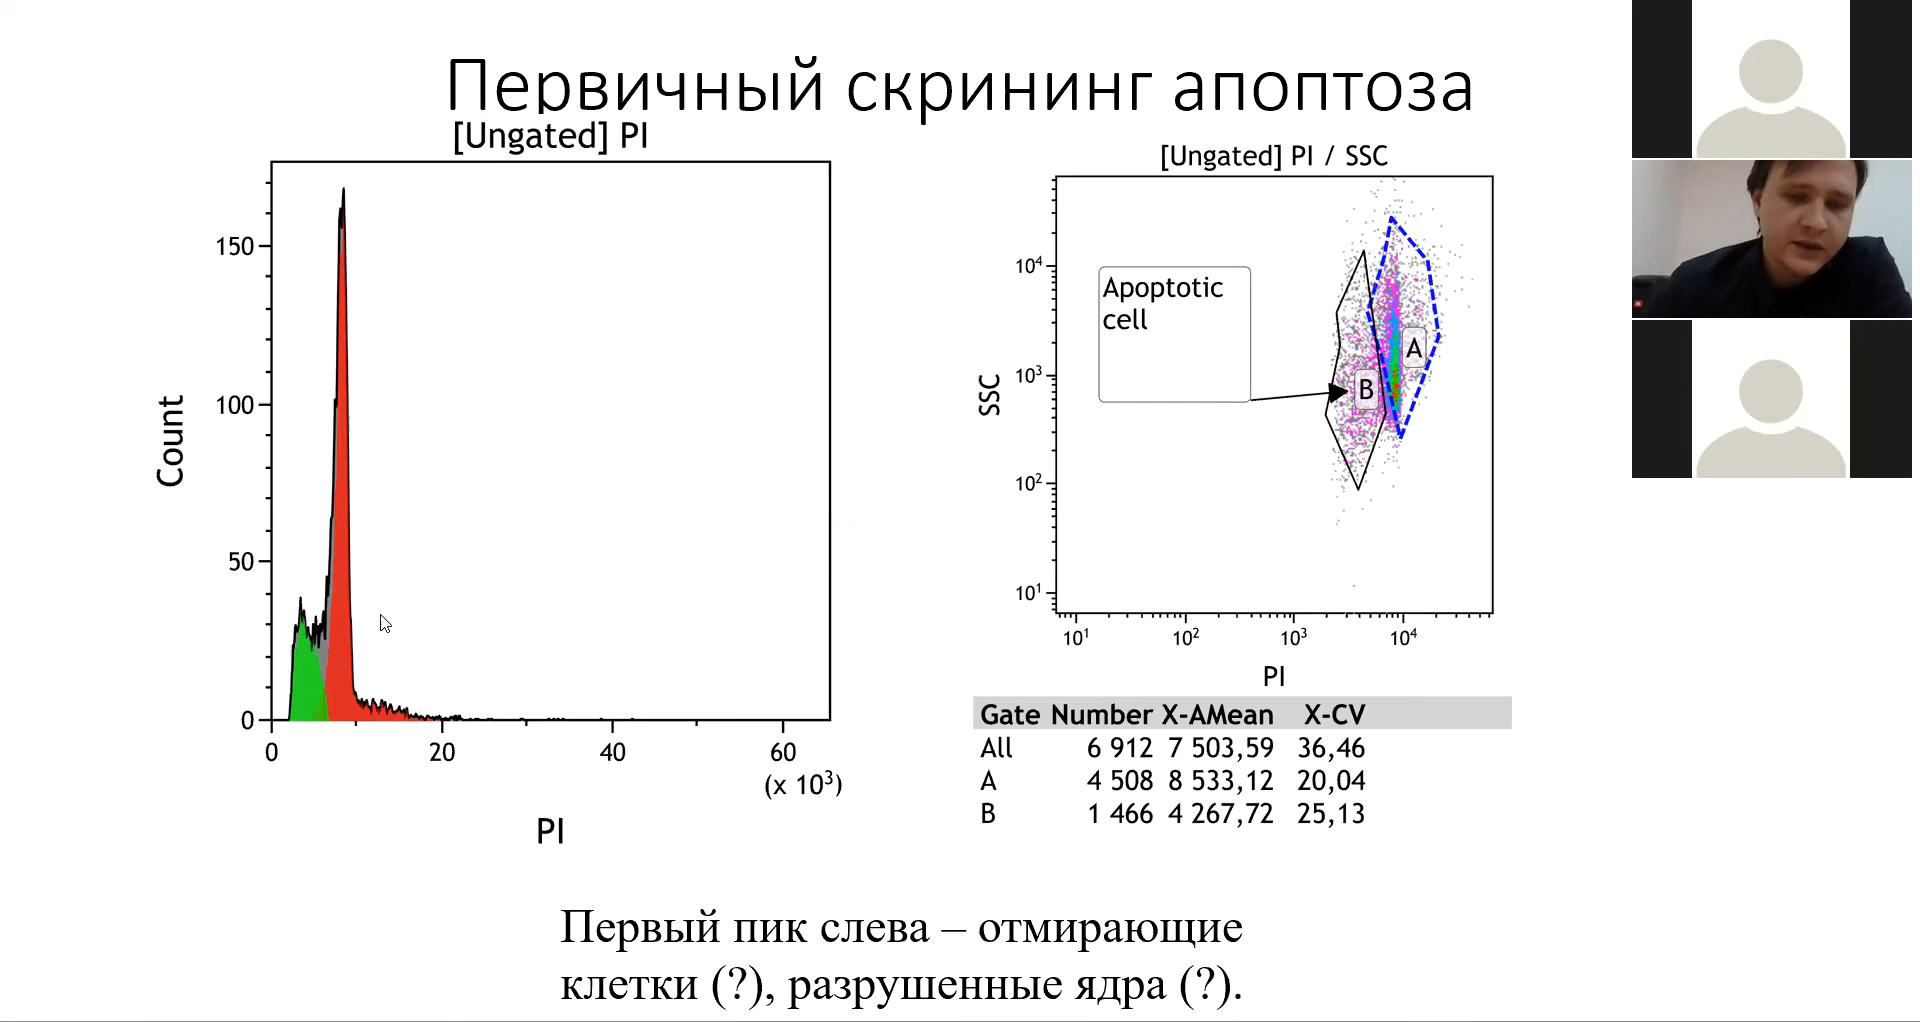 Первичный скрининг апоптоза
[Ungated] PI
150
100
50
0
Count
0 20 40 60
(x 10³)
PI
[Ungated] PI / SSC
10⁴
10³
10²
10¹
SSC
Apoptotic
cell
A
B
10¹ 10² 10³ 10⁴
PI
Gate Number X-AMean X-CV
All 6 912 7 503,59 36,46
A 4 508 8 533,12 20,04
B 1 466 4 267,72 25,13
Первый пик слева – отмирающие
клетки (?), разрушенные ядра (?).